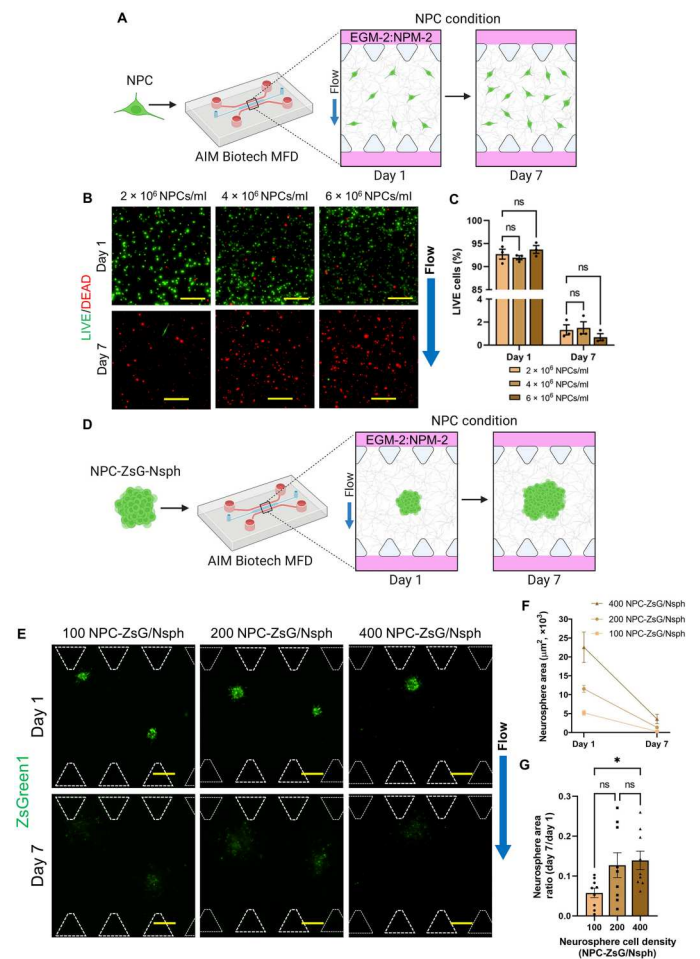 A
NPC condition
EGM-2:NPM-2
NPC
Flow
AIM Biotech MFD
Day 1
Day 7
B
2 × 10⁶ NPCs/ml
4 × 10⁶ NPCs/ml
6 × 10⁶ NPCs/ml
LIVE/DEAD
Day 1
Day 7
Flow
C
LIVE cells (%)
100
95
90
85
80
4
2
0
ns
ns
ns
ns
Day 1
Day 7
2 × 10⁶ NPCs/ml
4 × 10⁶ NPCs/ml
6 × 10⁶ NPCs/ml
D
NPC condition
EGM-2:NPM-2
NPC-ZsG-Nsph
Flow
AIM Biotech MFD
Day 1
Day 7
E
100 NPC-ZsG/Nsph
200 NPC-ZsG/Nsph
400 NPC-ZsG/Nsph
ZsGreen1
Day 1
Day 7
Flow
F
400 NPC-ZsG/Nsph
200 NPC-ZsG/Nsph
100 NPC-ZsG/Nsph
Neurosphere area
(μm², ×10³)
30
25
20
15
10
5
0
Day 1
Day 7
G
*
ns
ns
Neurosphere area
ratio (day 7/day 1)
0.3
0.2
0.1
0.0
100
200
400
Neurosphere cell density
(NPC-ZsG/Nsph)